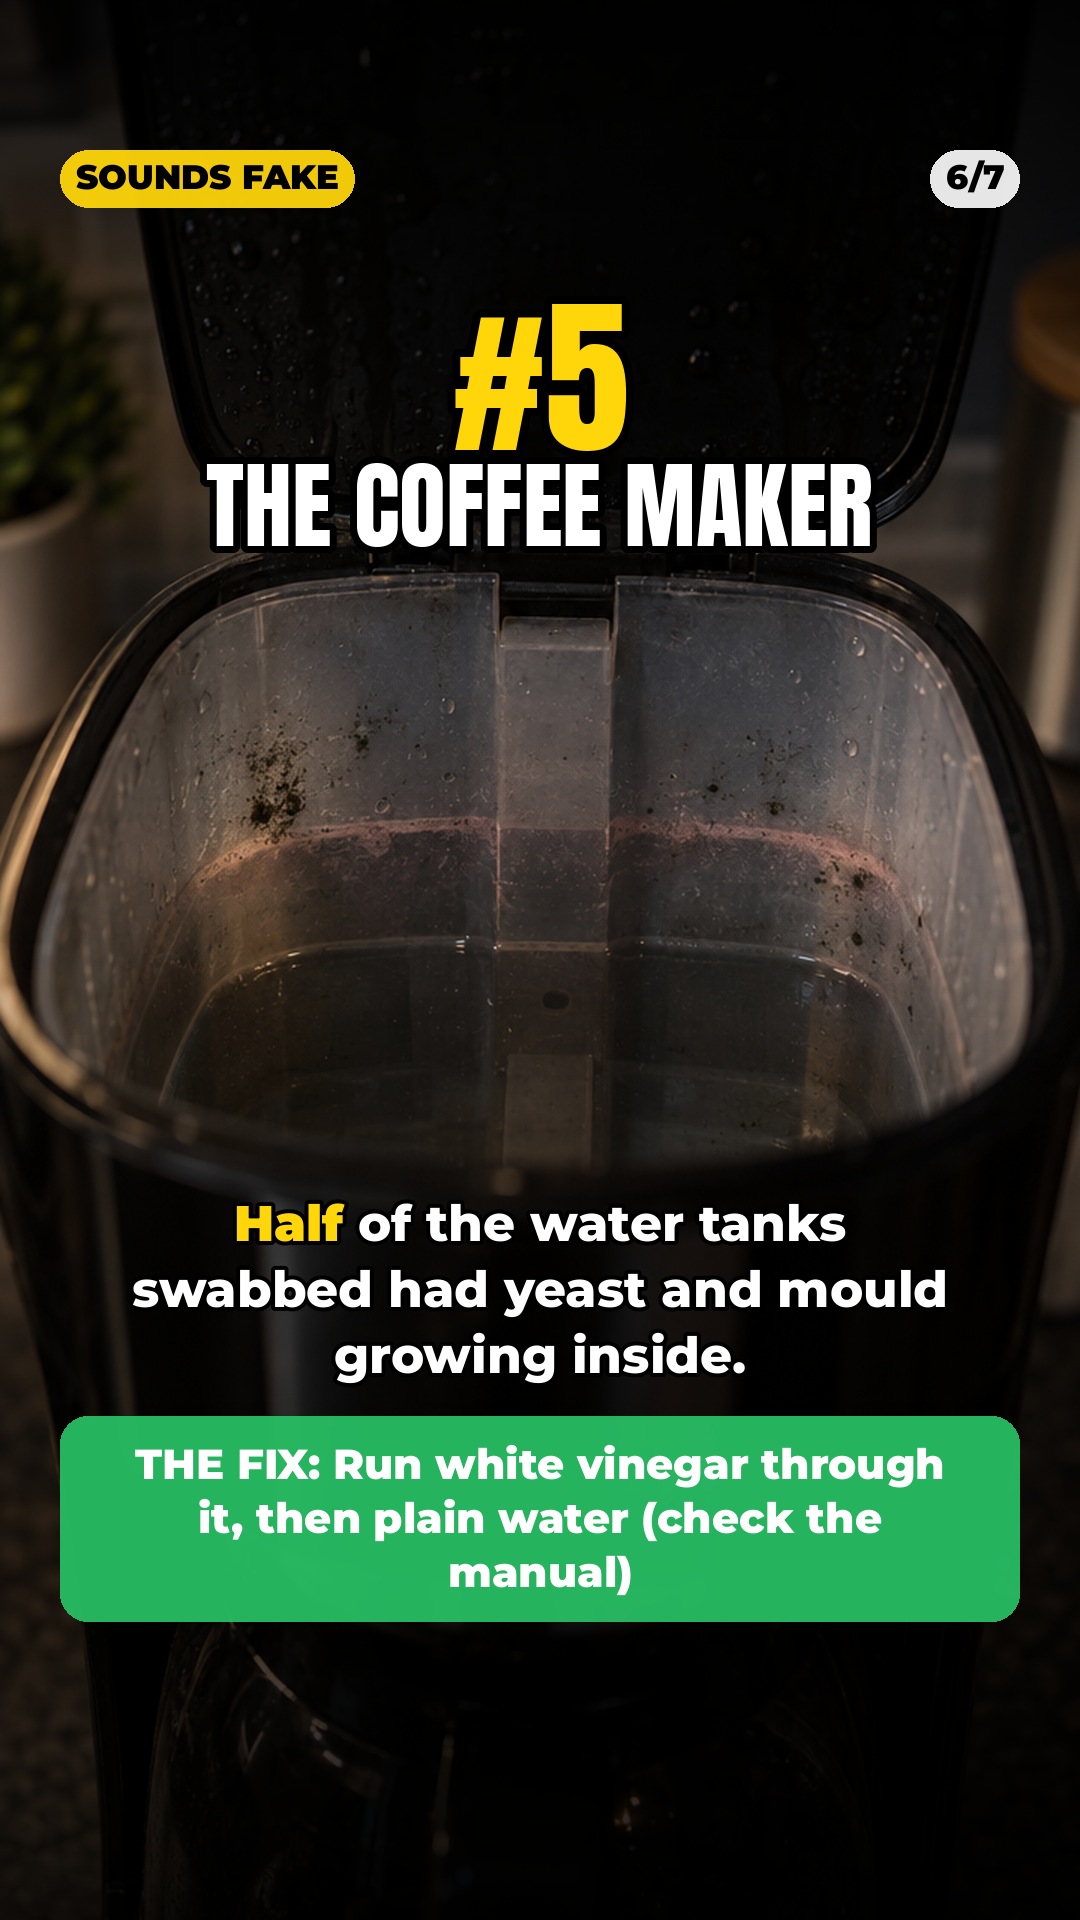 SOUNDS FAKE
6/7
#5
THE COFFEE MAKER
Half of the water tanks
swabbed had yeast and mould
growing inside.
THE FIX: Run white vinegar through
it, then plain water (check the
manual)